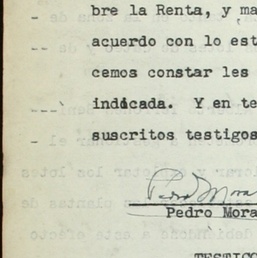 bre la Renta, y ma
acuerdo con lo est
cemos constar les
indicada. Y en te
suscritos testigos
Pedro Mora
Pedro Mora
TESTIGO